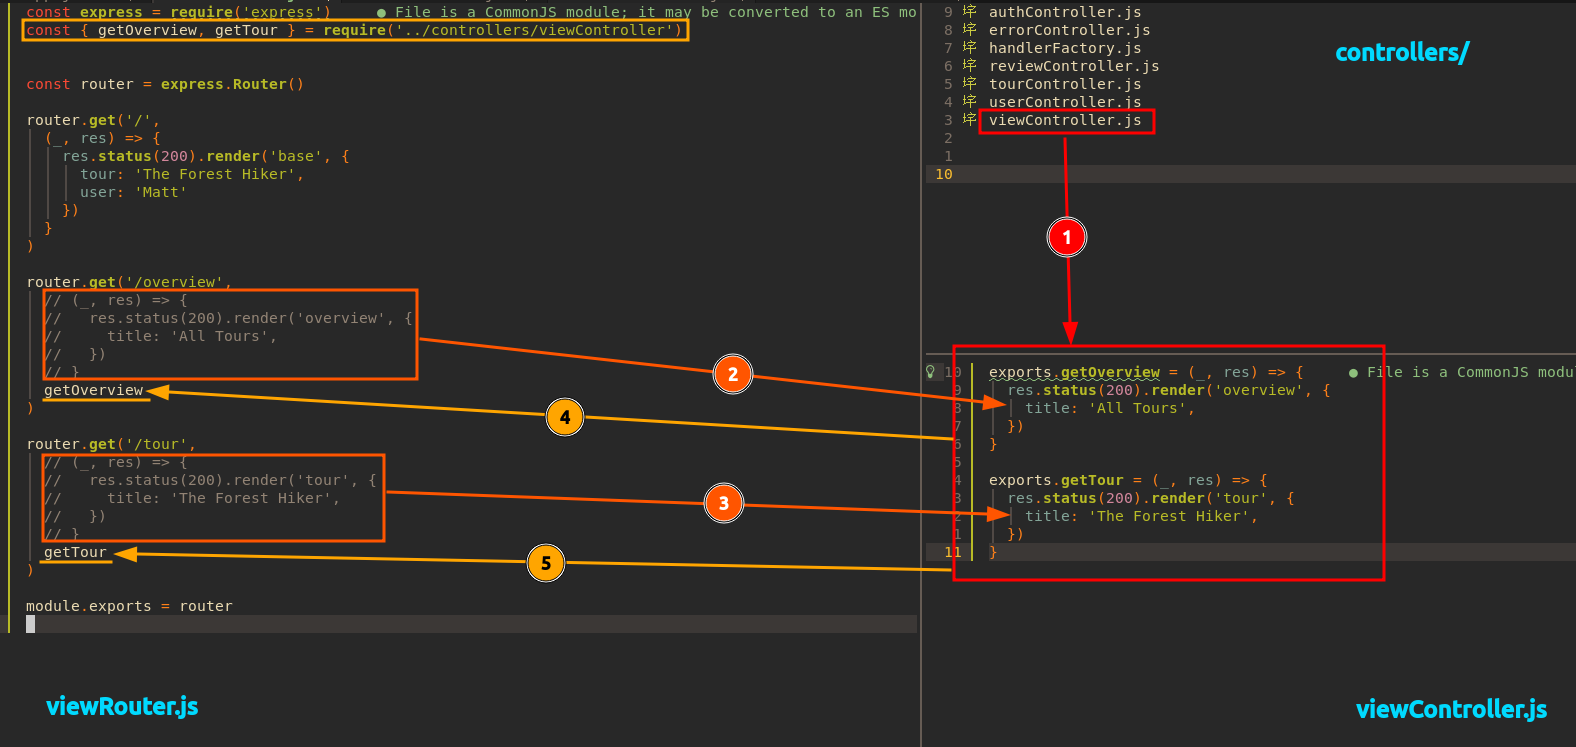 const express = require('express')     ● File is a CommonJS module; it may be converted to an ES mo
const { getOverview, getTour } = require('../controllers/viewController')
const router = express.Router()
router.get('/',
  (_, res) => {
    res.status(200).render('base', {
      tour: 'The Forest Hiker',
      user: 'Matt'
    })
  }
)
router.get('/overview',
  // (_, res) => {
  //   res.status(200).render('overview', {
  //     title: 'All Tours',
  //   })
  // }
  getOverview
)
router.get('/tour',
  // (_, res) => {
  //   res.status(200).render('tour', {
  //     title: 'The Forest Hiker',
  //   })
  // }
  getTour
)
module.exports = router
viewRouter.js
9 authController.js
8 errorController.js
7 handlerFactory.js
6 reviewController.js
5 tourController.js
4 userController.js
3 viewController.js
2
1
10
controllers/
1
2
4
3
5
10 exports.getOverview = (_, res) => {     ● File is a CommonJS modul
9   res.status(200).render('overview', {
8     title: 'All Tours',
7   })
6 }
5
4 exports.getTour = (_, res) => {
3   res.status(200).render('tour', {
2     title: 'The Forest Hiker',
1   })
11 }
viewController.js